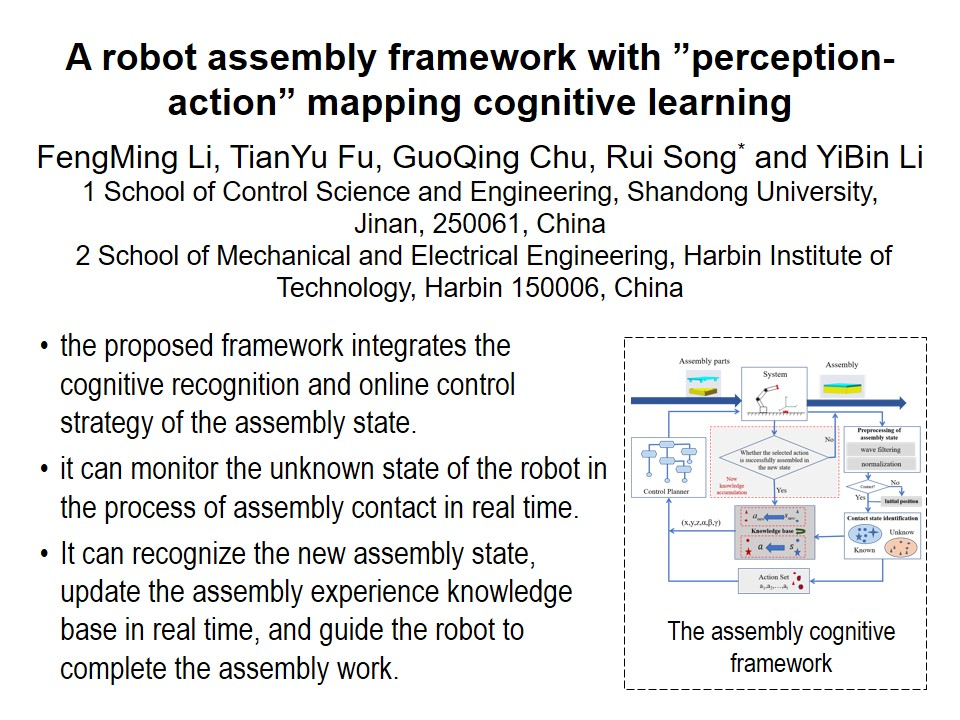 A robot assembly framework with ”perception-
action” mapping cognitive learning
FengMing Li, TianYu Fu, GuoQing Chu, Rui Song* and YiBin Li
1 School of Control Science and Engineering, Shandong University,
Jinan, 250061, China
2 School of Mechanical and Electrical Engineering, Harbin Institute of
Technology, Harbin 150006, China
• the proposed framework integrates the
cognitive recognition and online control
strategy of the assembly state.
• it can monitor the unknown state of the robot in
the process of assembly contact in real time.
• It can recognize the new assembly state,
update the assembly experience knowledge
base in real time, and guide the robot to
complete the assembly work.
Assembly parts
System
Assembly
Control Planner
Whether the selected action
is successfully assembled in
the new state
No
New
knowledge
accumulation
Yes
Preprocessing of
assembly state
wave filtering
normalization
Contact?
No
Yes
Initial position
(x,y,z,α,β,γ)
Knowledge base
a s
Contact state identification
Unknow
Known
Action Set
a₁,a₂,…,aᵢ
The assembly cognitive
framework